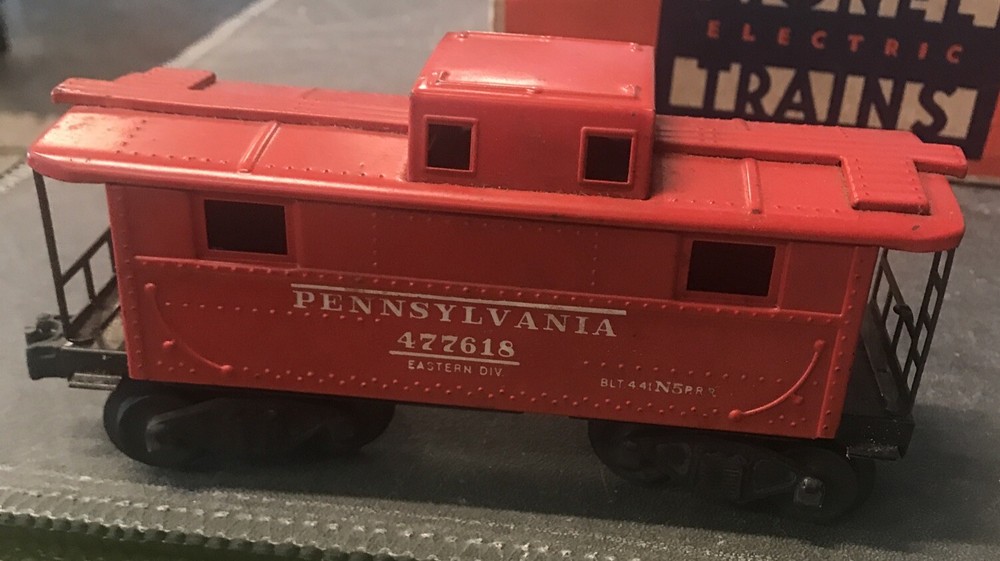 ELECTRIC
TRAINS
PENNSYLVANIA
477618
EASTERN DIV.
BLT 4-41 N5 P.R.R.